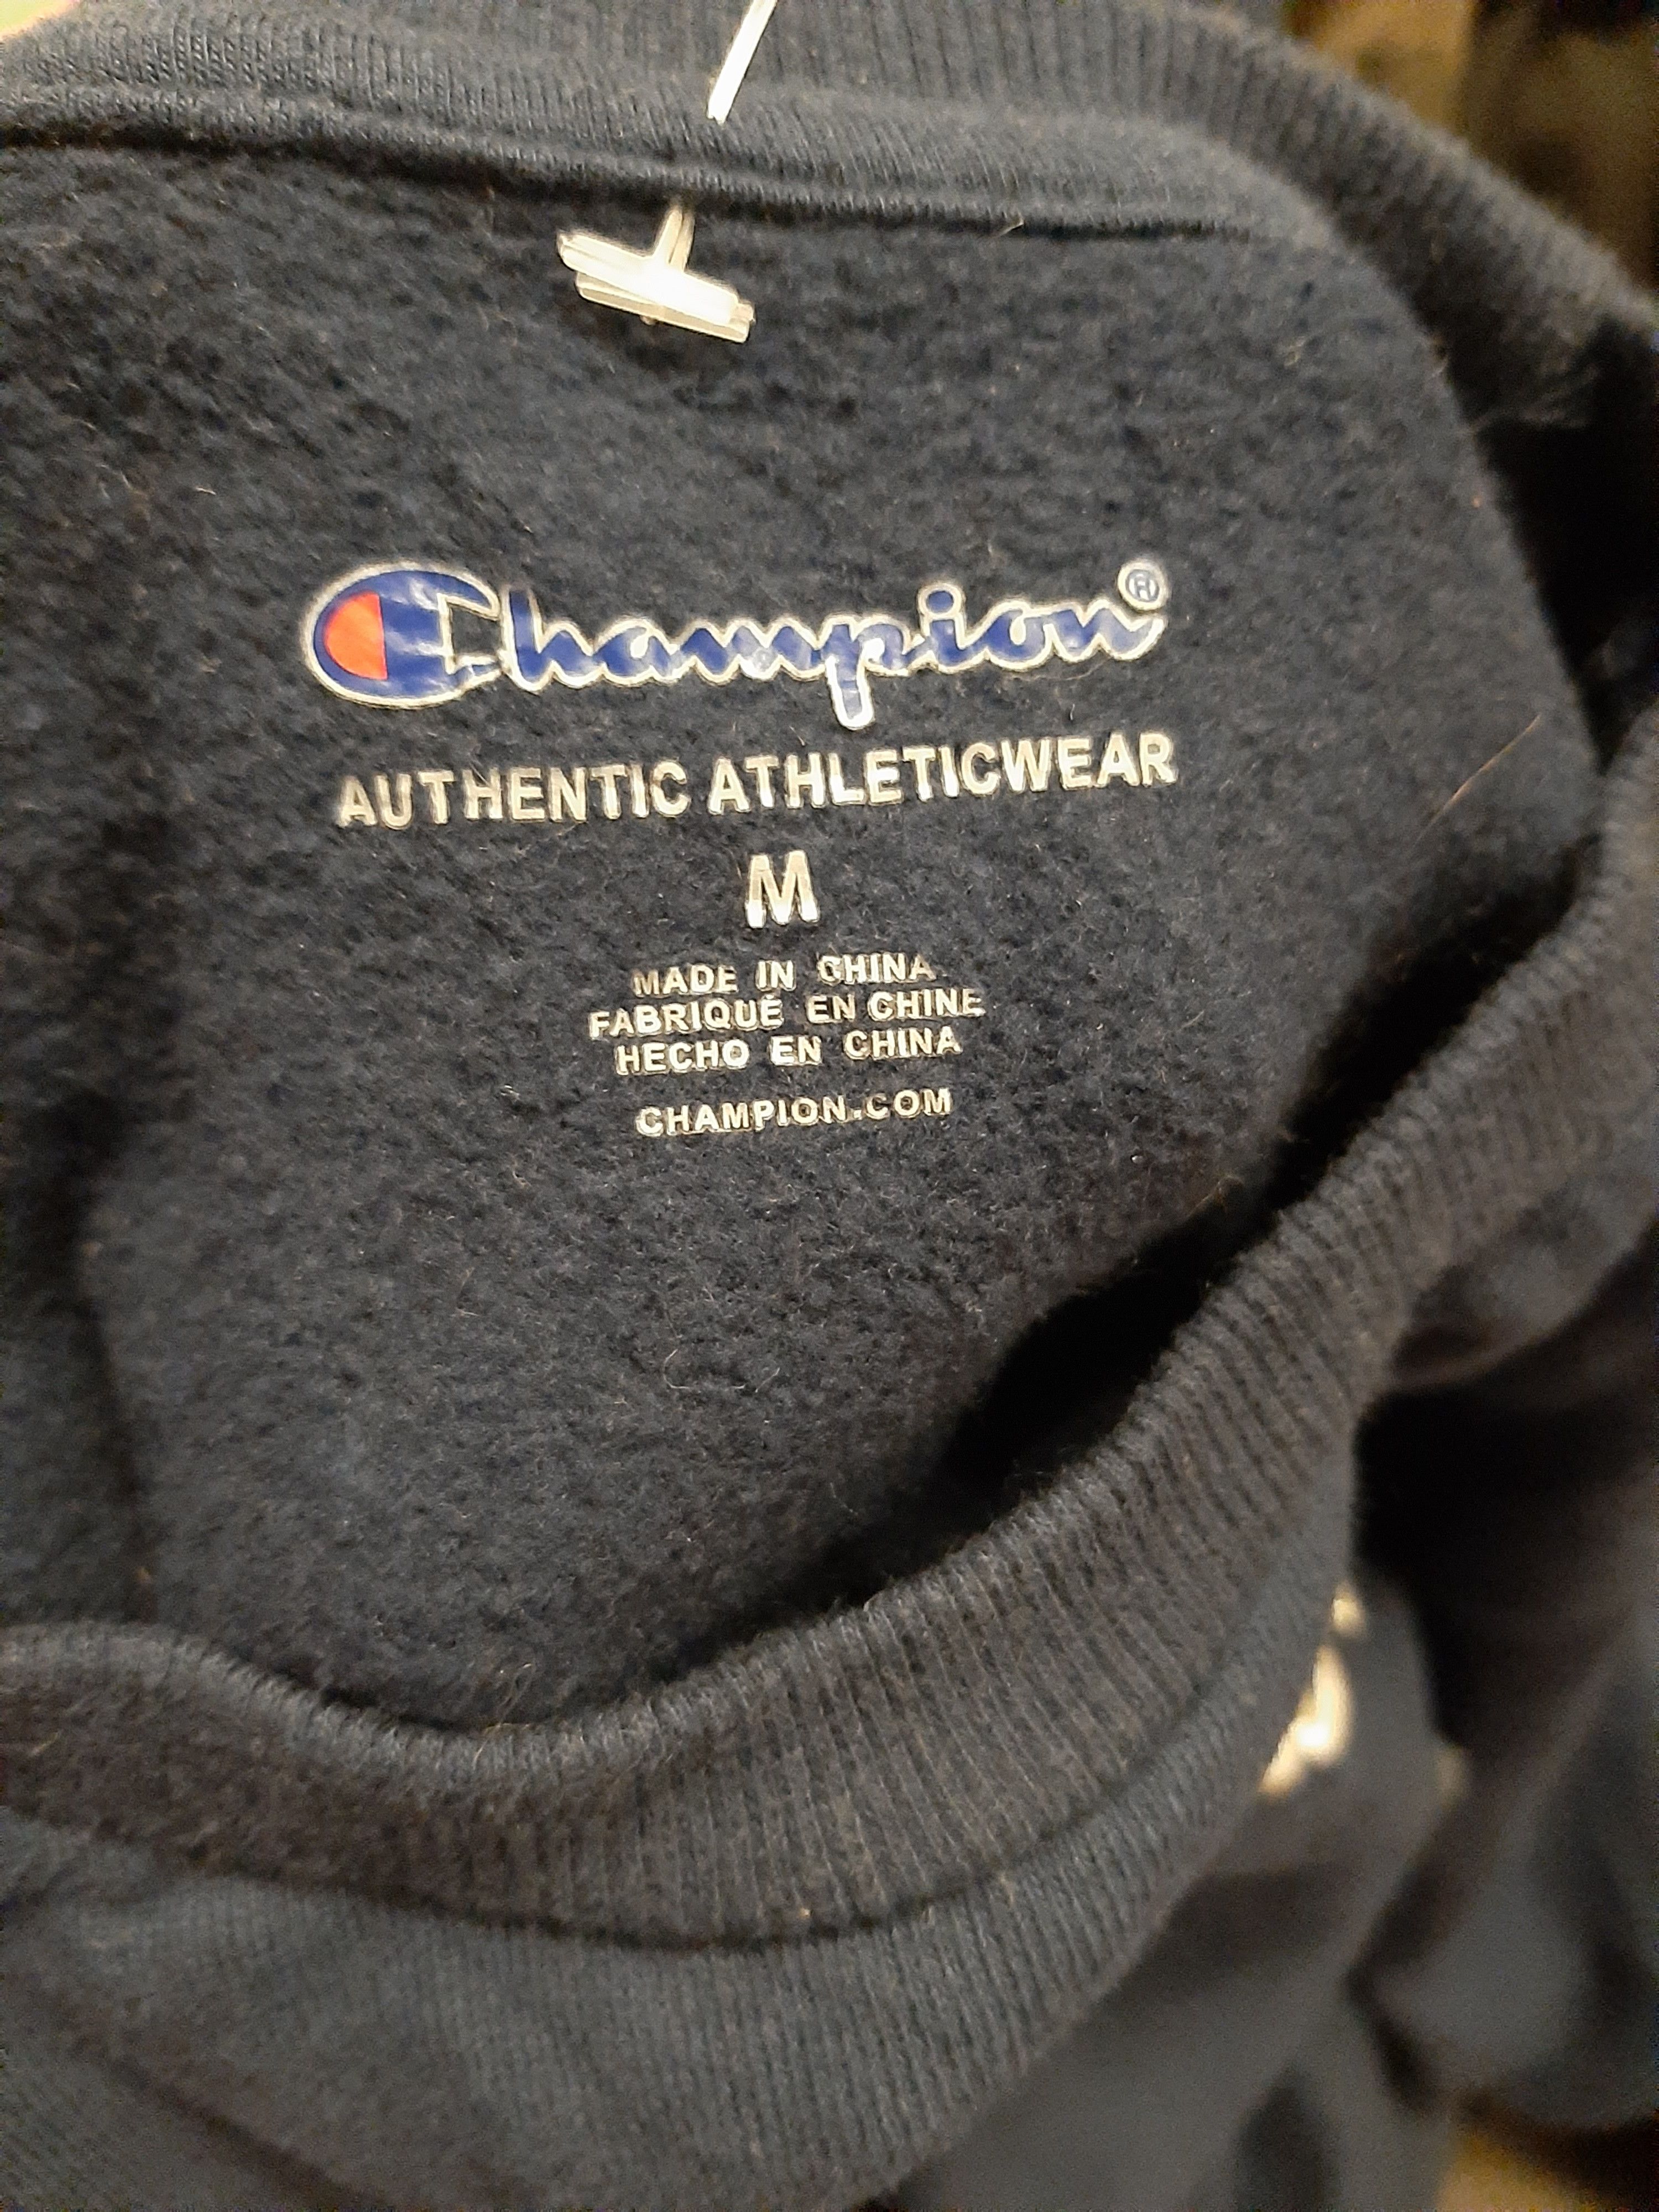 Champion®
AUTHENTIC ATHLETICWEAR
M
MADE IN CHINA
FABRIQUÉ EN CHINE
HECHO EN CHINA
CHAMPION.COM